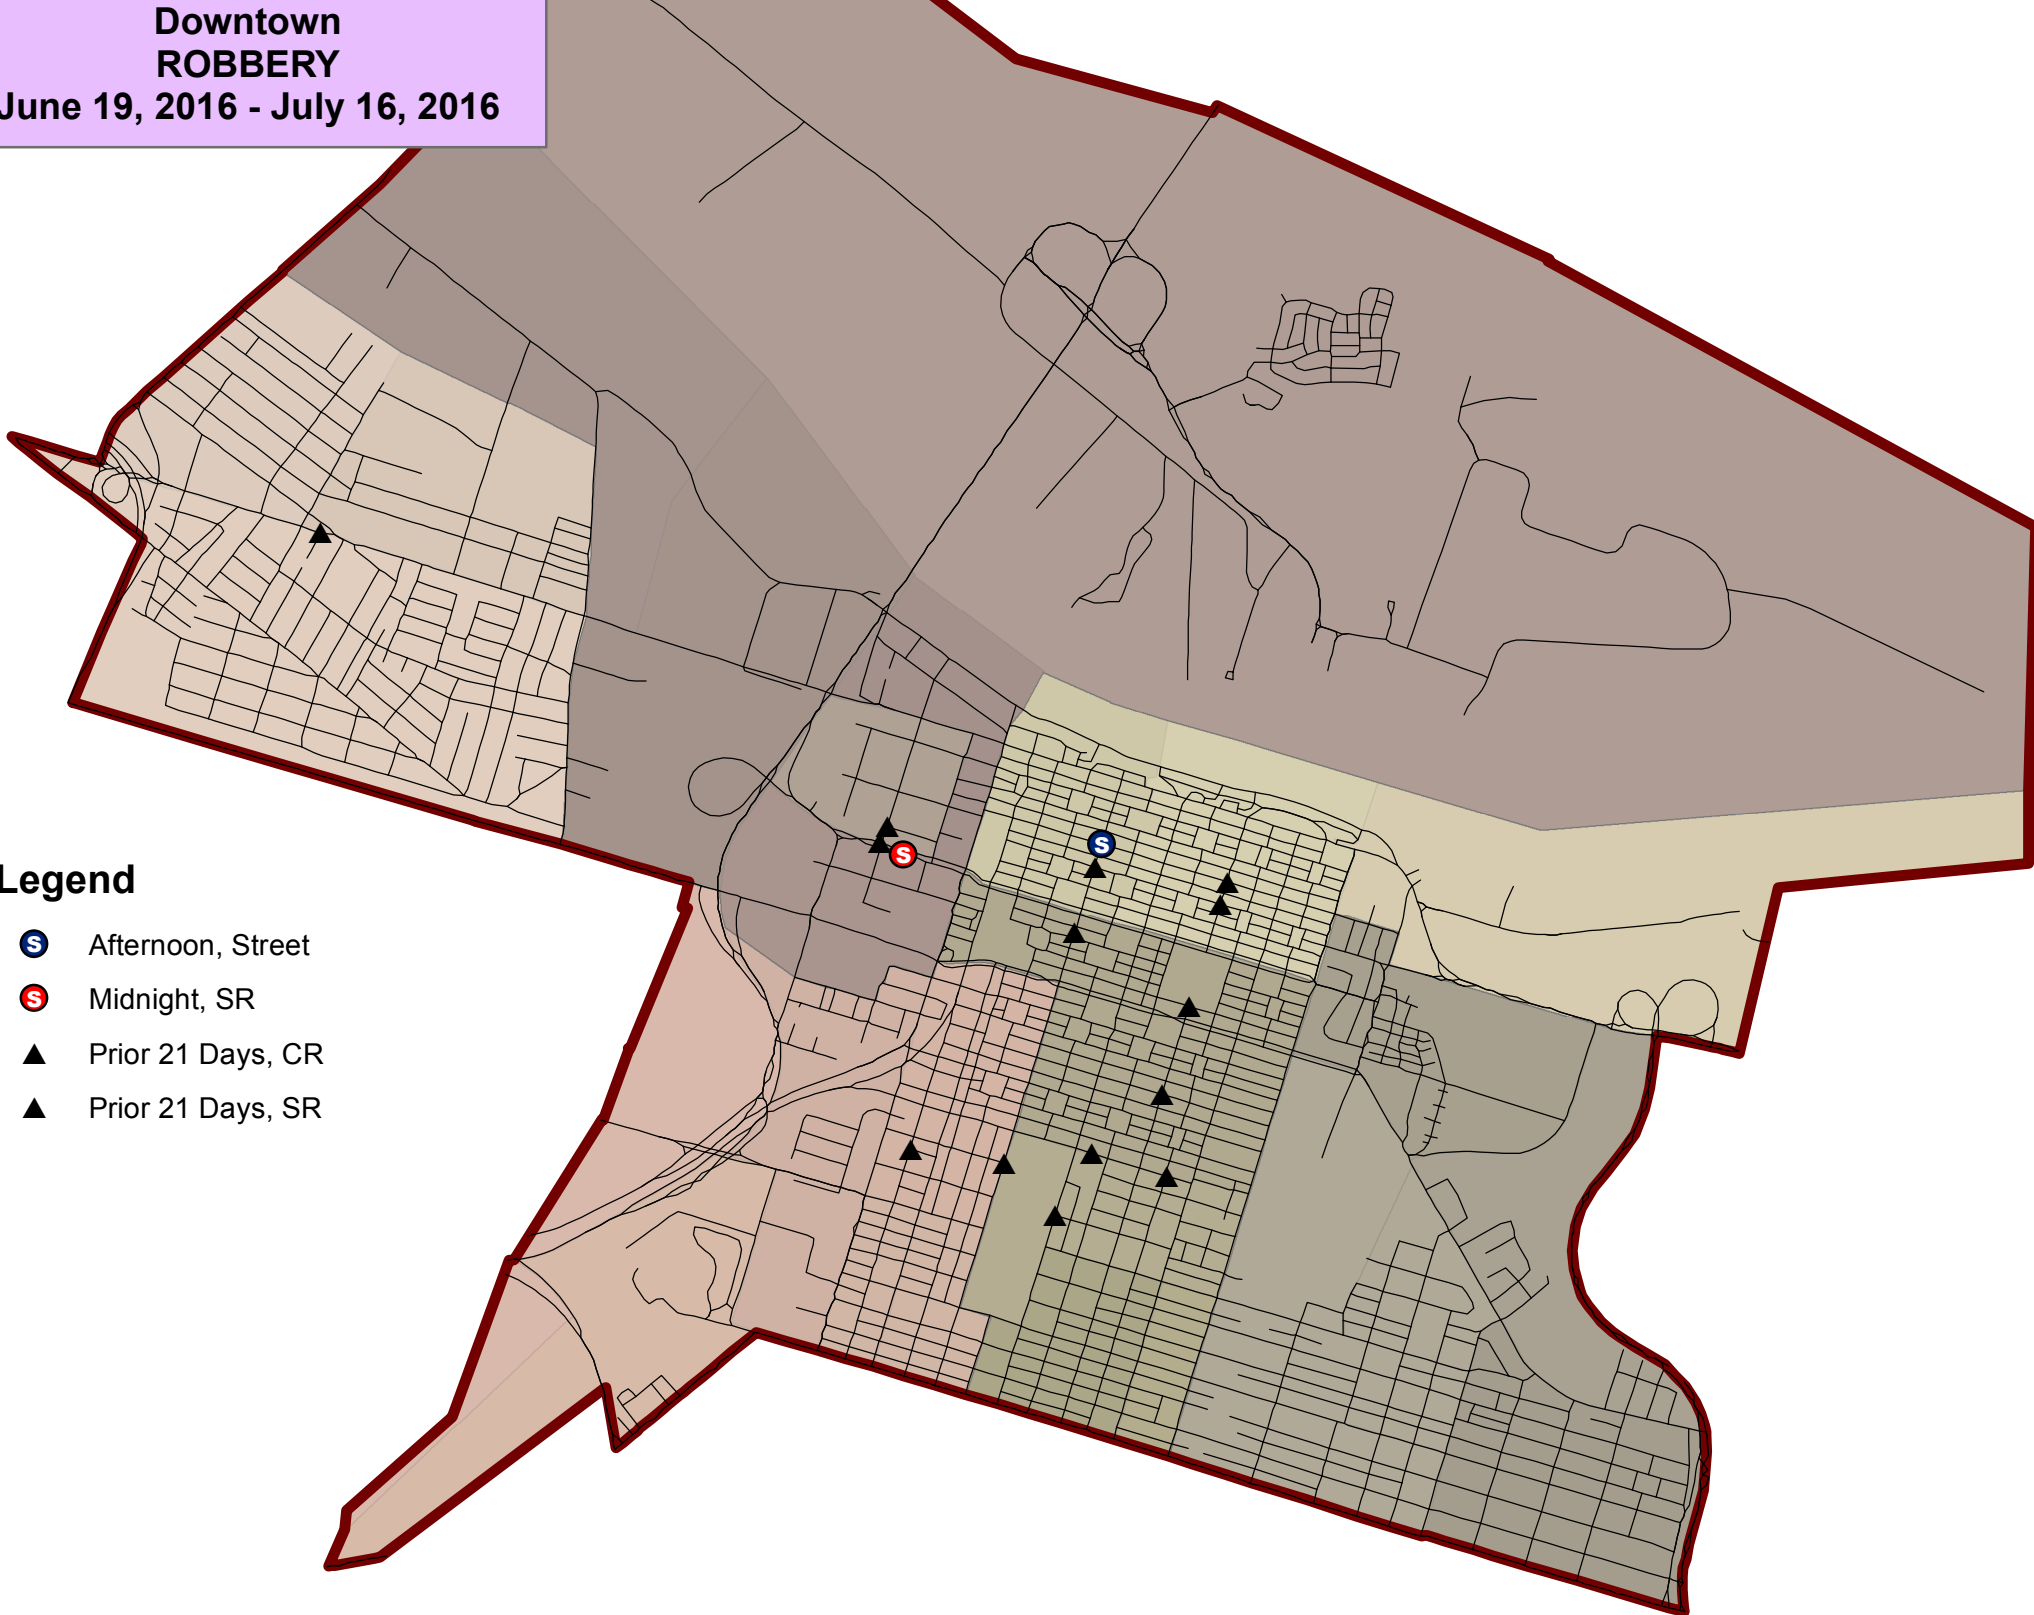 Downtown
ROBBERY
June 19, 2016 - July 16, 2016
S
S
S
Legend
S Afternoon, Street
S Midnight, SR
Prior 21 Days, CR
Prior 21 Days, SR